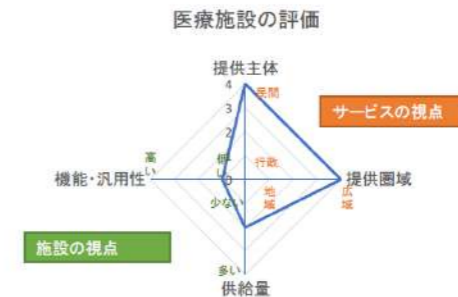 医療施設の評価
提供主体
4
民間
3
サービスの視点
2
高い
低い
1
行政
機能・汎用性
0
提供圏域
少ない
地域
広域
施設の視点
多い
供給量